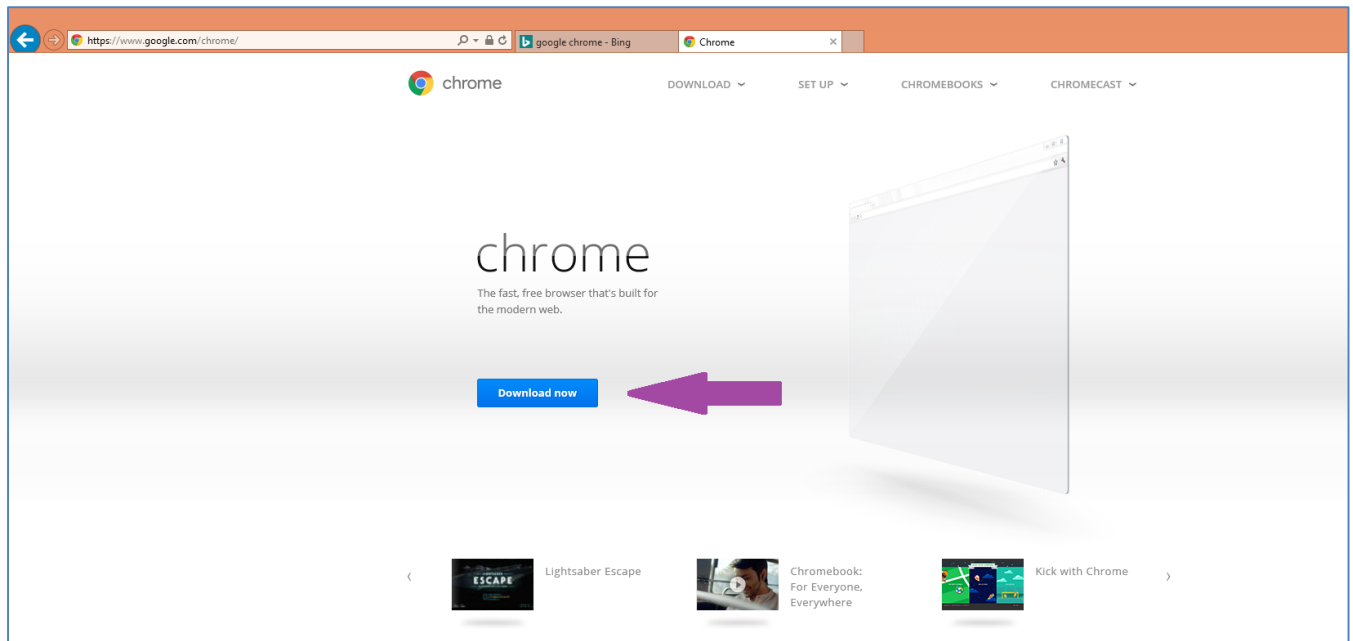 https://www.google.com/chrome/
google chrome - Bing
Chrome
chrome
DOWNLOAD
SET UP
CHROMEBOOKS
CHROMECAST
chrome
The fast, free browser that's built for
the modern web.
Download now
LIGHTSABER
ESCAPE
Lightsaber Escape
Chromebook:
For Everyone,
Everywhere
Kick with Chrome